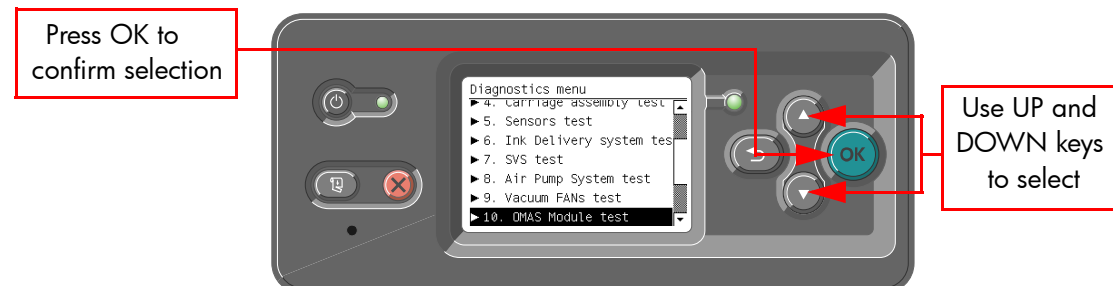 Press OK to
confirm selection
Diagnostics menu
► 4. Carriage assembly test
► 5. Sensors test
► 6. Ink Delivery system tes
► 7. SVS test
► 8. Air Pump System test
► 9. Vacuum FANs test
► 10. OMAS Module test
OK
Use UP and
DOWN keys
to select